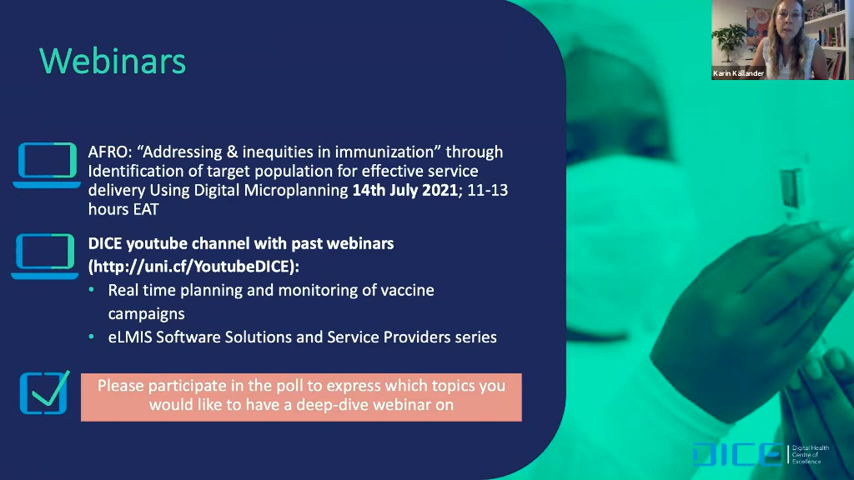 Webinars
Karin Källander
AFRO: “Addressing & inequities in immunization” through
Identification of target population for effective service
delivery Using Digital Microplanning 14th July 2021; 11-13
hours EAT
DICE youtube channel with past webinars
(http://uni.cf/YoutubeDICE):
• Real time planning and monitoring of vaccine
campaigns
• eLMIS Software Solutions and Service Providers series
Please participate in the poll to express which topics you
would like to have a deep-dive webinar on
DICE
Digital Health
Centre of
Excellence